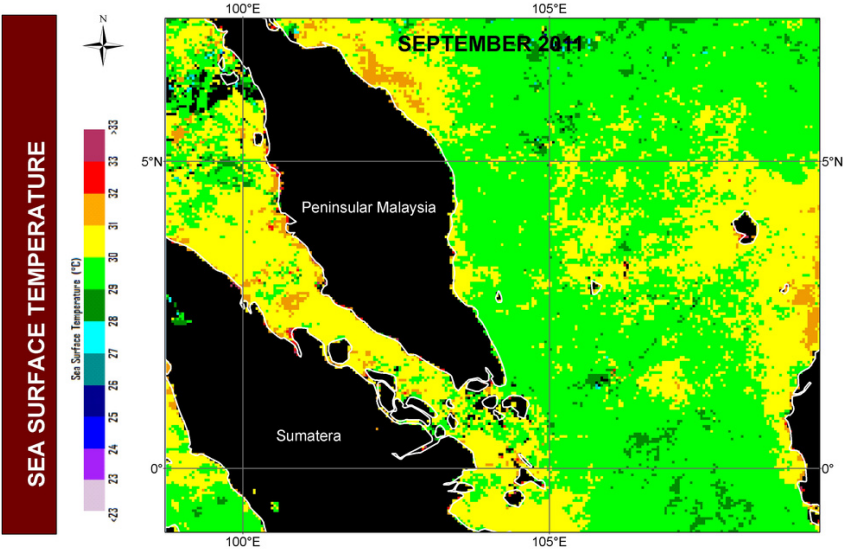 100°E
105°E
N
SEPTEMBER 2011
SEA SURFACE TEMPERATURE
Sea Surface Temperature (°C)
>33
33
32
31
30
29
28
27
26
25
24
23
<23
5°N
5°N
Peninsular Malaysia
Sumatera
0°
0°
100°E
105°E